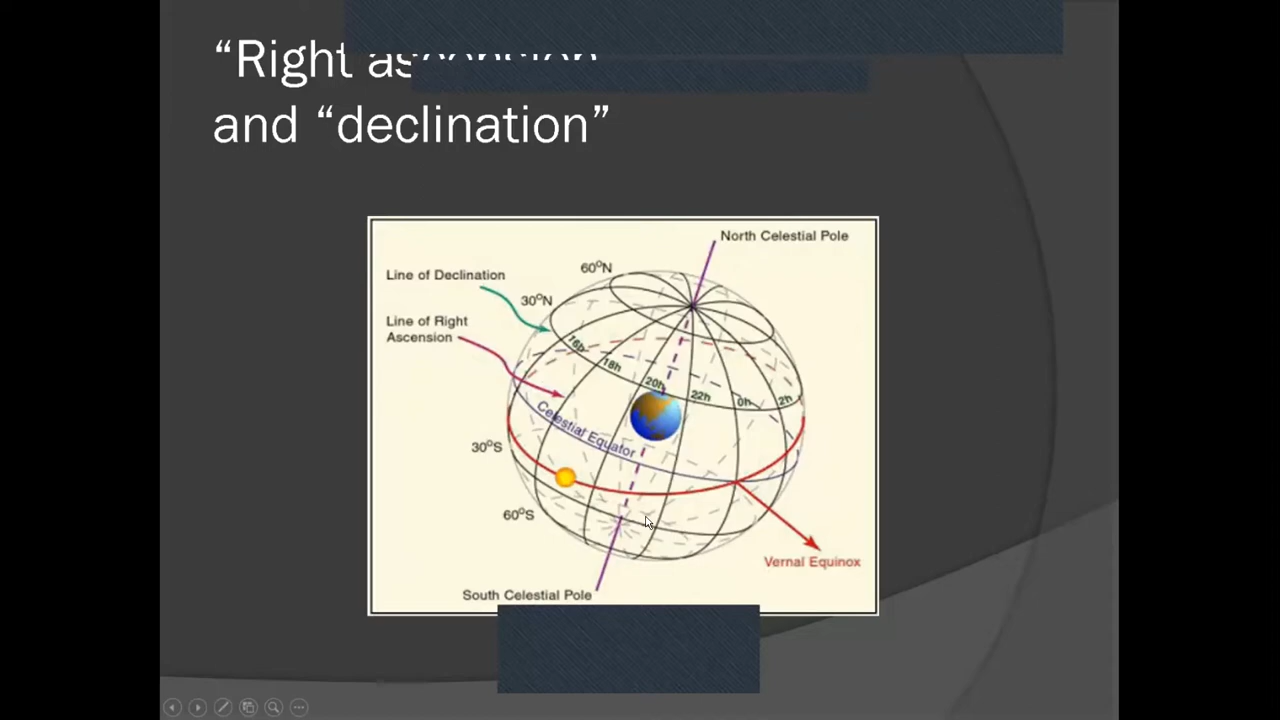 “Right ascension
and “declination”
North Celestial Pole
60°N
Line of Declination
30°N
Line of Right
Ascension
16h
18h
20h
22h
0h
2h
Celestial Equator
30°S
60°S
Vernal Equinox
South Celestial Pole